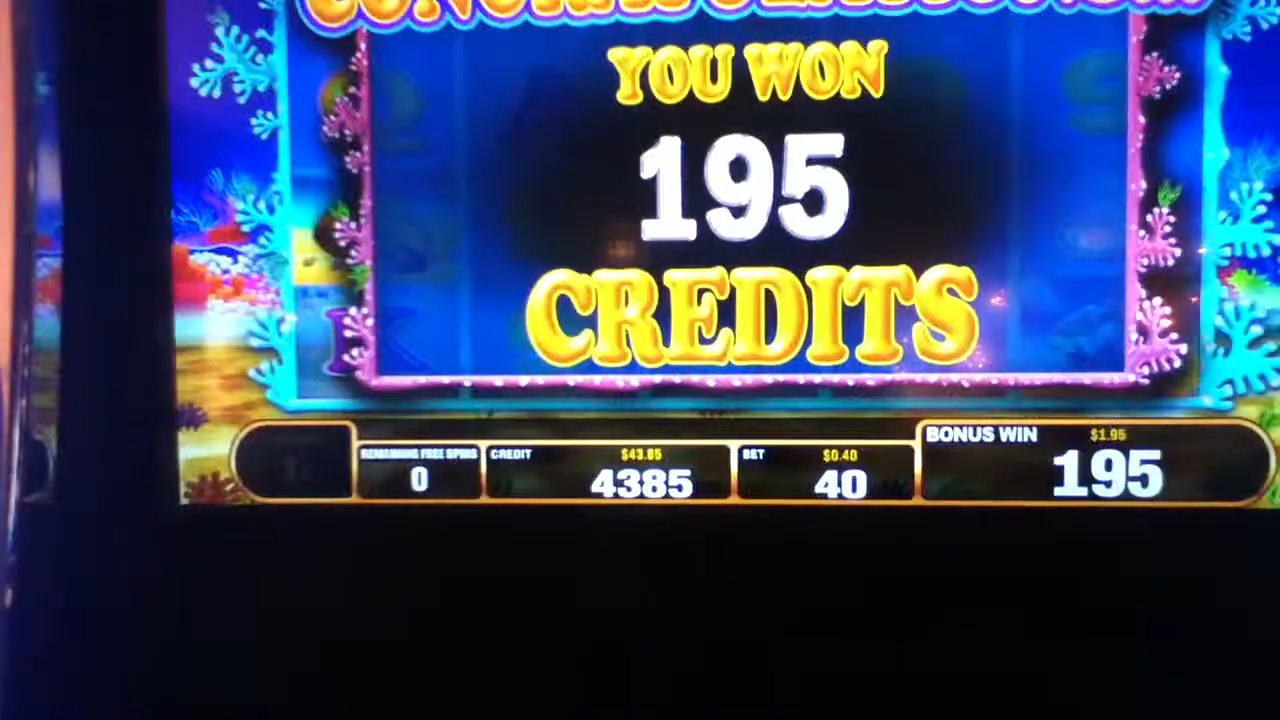 YOU WON
195
CREDITS
REMAINING FREE SPINS
0
CREDIT
$43.85
4385
BET
$0.40
40
BONUS WIN
$1.95
195